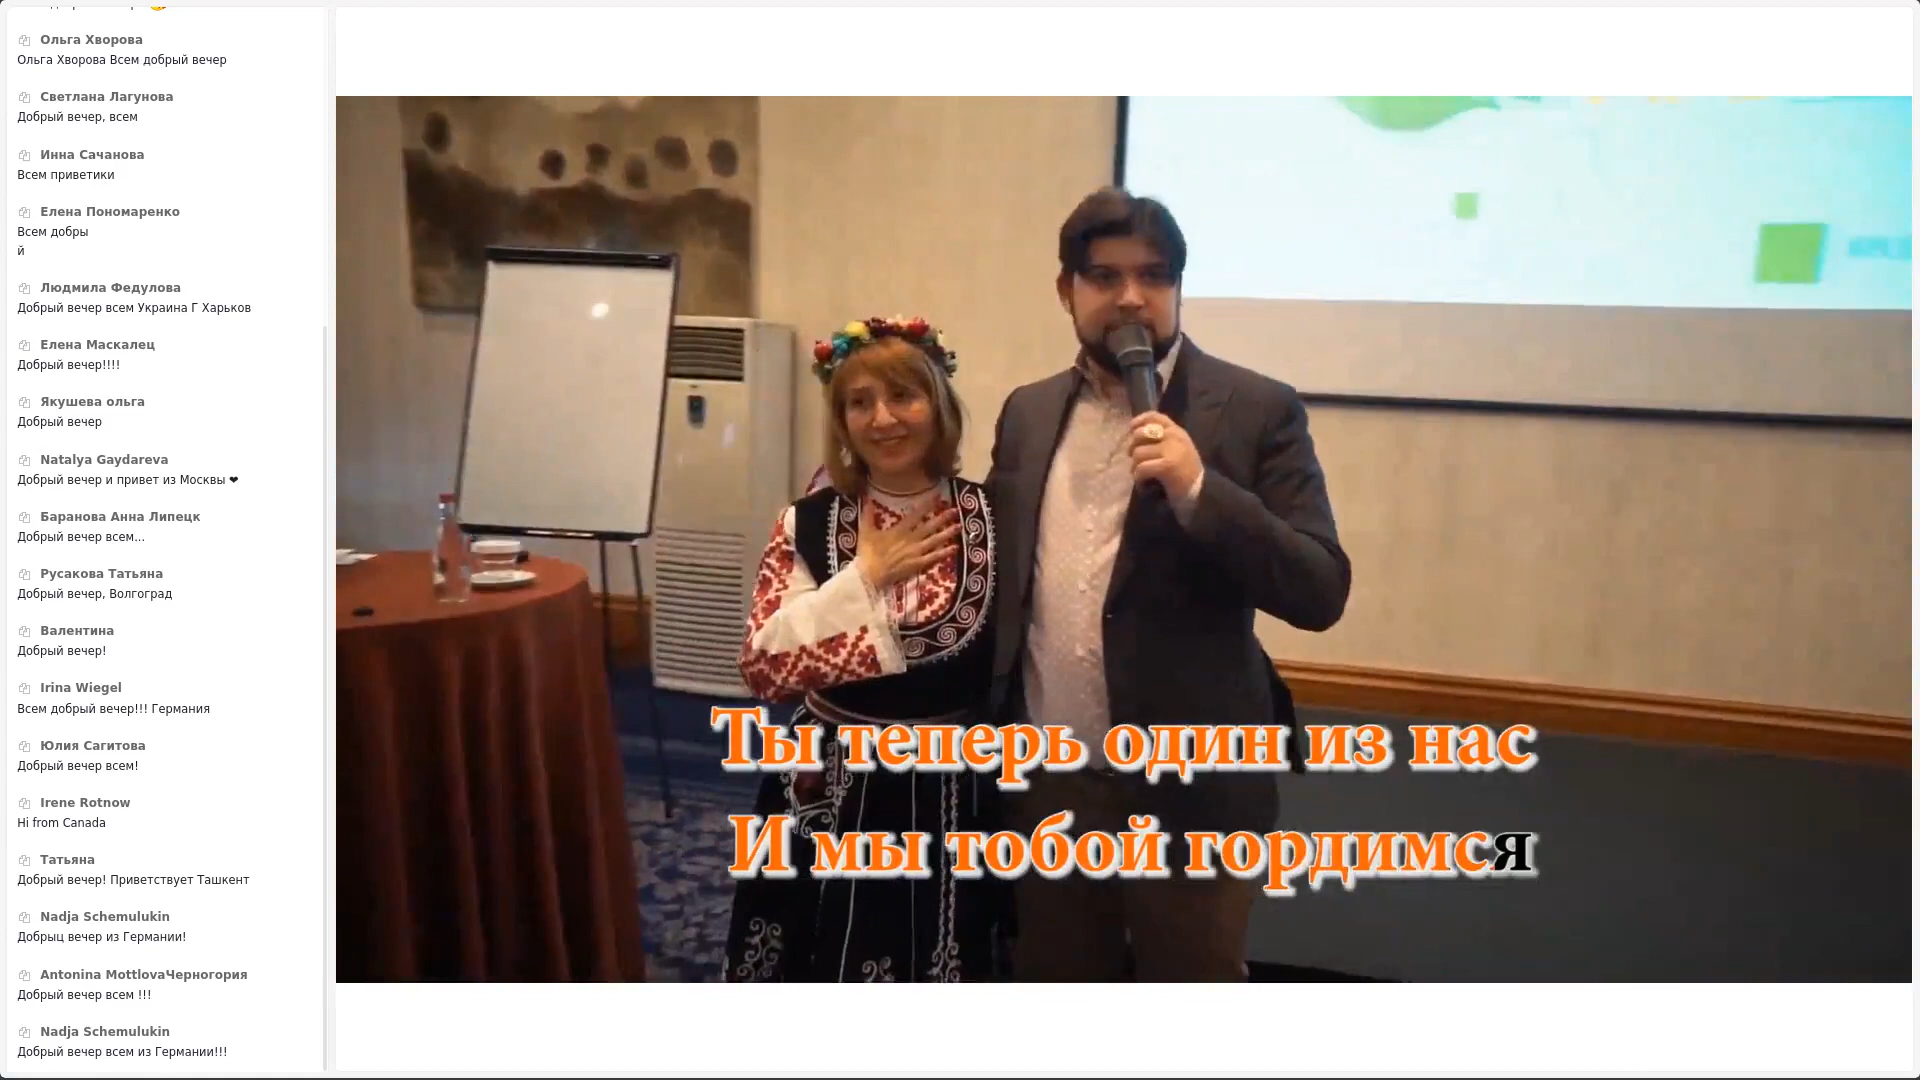 Ольга Хворова
Ольга Хворова Всем добрый вечер
Светлана Лагунова
Добрый вечер, всем
Инна Сачанова
Всем приветики
Елена Пономаренко
Всем добры
й
Людмила Федулова
Добрый вечер всем Украина Г Харьков
Елена Маскалец
Добрый вечер!!!!
Якушева ольга
Добрый вечер
Natalya Gaydareva
Добрый вечер и привет из Москвы ❤
Баранова Анна Липецк
Добрый вечер всем...
Русакова Татьяна
Добрый вечер, Волгоград
Валентина
Добрый вечер!
Irina Wiegel
Всем добрый вечер!!! Германия
Юлия Сагитова
Добрый вечер всем!
Irene Rotnow
Hi from Canada
Татьяна
Добрый вечер! Приветствует Ташкент
Nadja Schemulukin
Добрыц вечер из Германии!
Antonina MottlovaЧерногория
Добрый вечер всем !!!
Nadja Schemulukin
Добрый вечер всем из Германии!!!
Ты теперь один из нас
И мы тобой гордимся